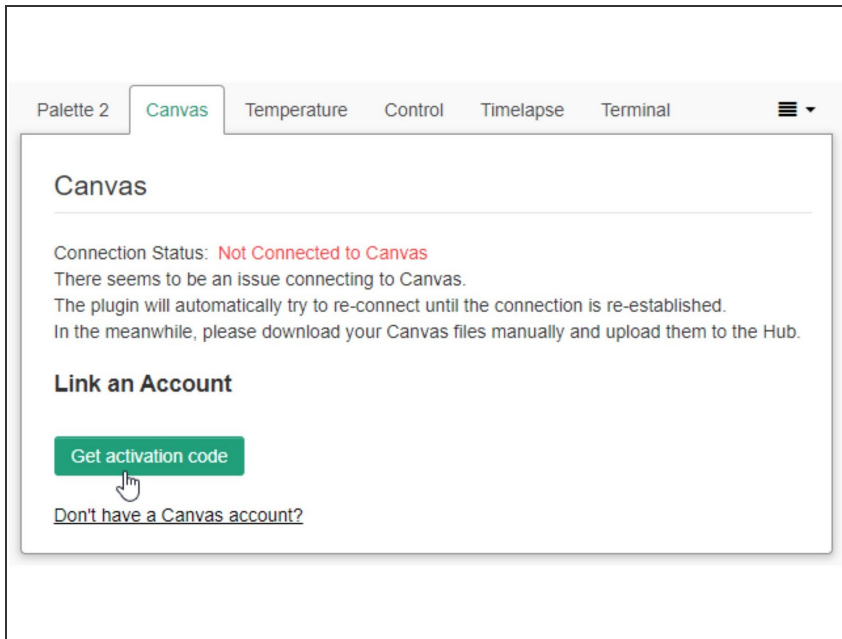 Palette 2 Canvas Temperature Control Timelapse Terminal
Canvas
Connection Status: Not Connected to Canvas
There seems to be an issue connecting to Canvas.
The plugin will automatically try to re-connect until the connection is re-established.
In the meanwhile, please download your Canvas files manually and upload them to the Hub.
Link an Account
Get activation code
Don't have a Canvas account?